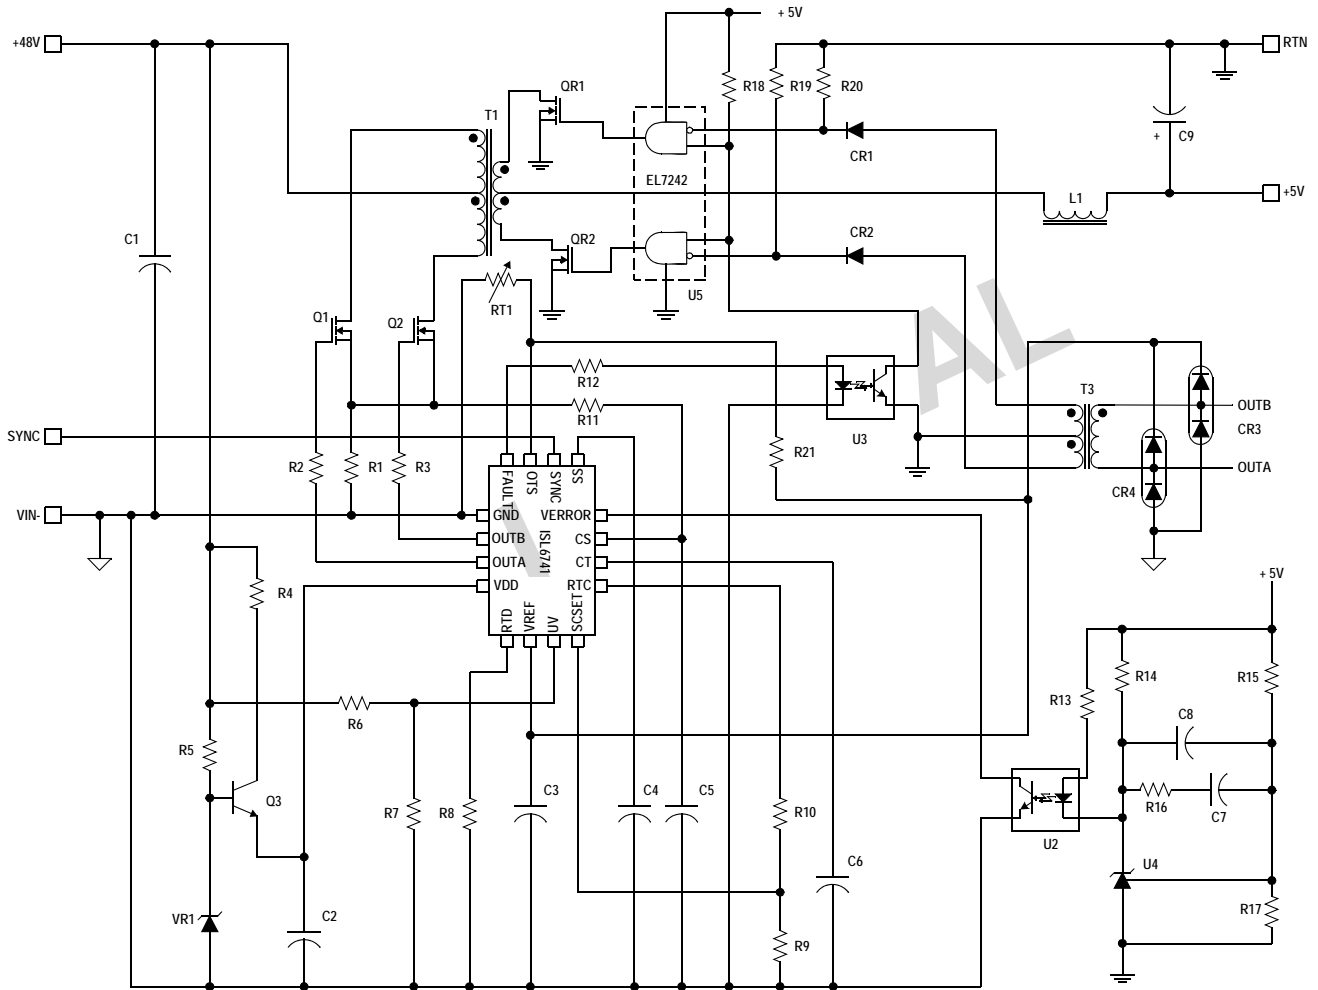 + 5V
+48V
RTN
QR1
R18
R19
R20
T1
C9
+
CR1
EL7242
+5V
L1
C1
QR2
CR2
U5
RT1
Q1
Q2
AL
R12
T3
R11
U3
OUTB
CR3
SYNC
R2
R1
R3
R21
OUTA
CR4
FAULT
OTS
SYNC
SS
VIN-
GND
VERROR
OUTB
CS
ISL6741
OUTA
CT
VDD
RTC
R4
+ 5V
RTD
VREF
UV
SCSET
R14
R15
R13
R6
C8
R5
Q3
R7
R8
C3
C4
C5
R10
R16
C7
U2
C6
U4
VR1
C2
R17
R9